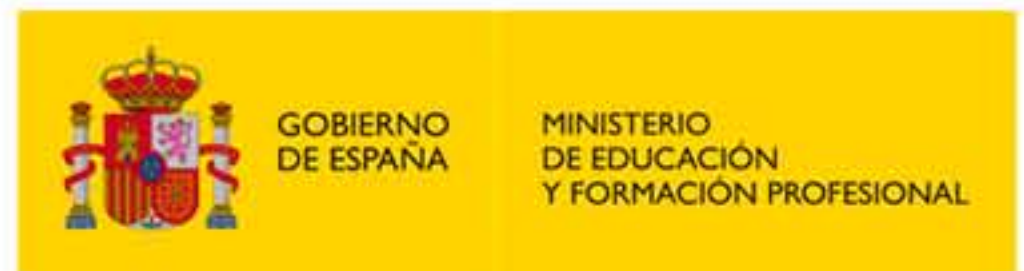 GOBIERNO
DE ESPAÑA
MINISTERIO
DE EDUCACIÓN
Y FORMACIÓN PROFESIONAL